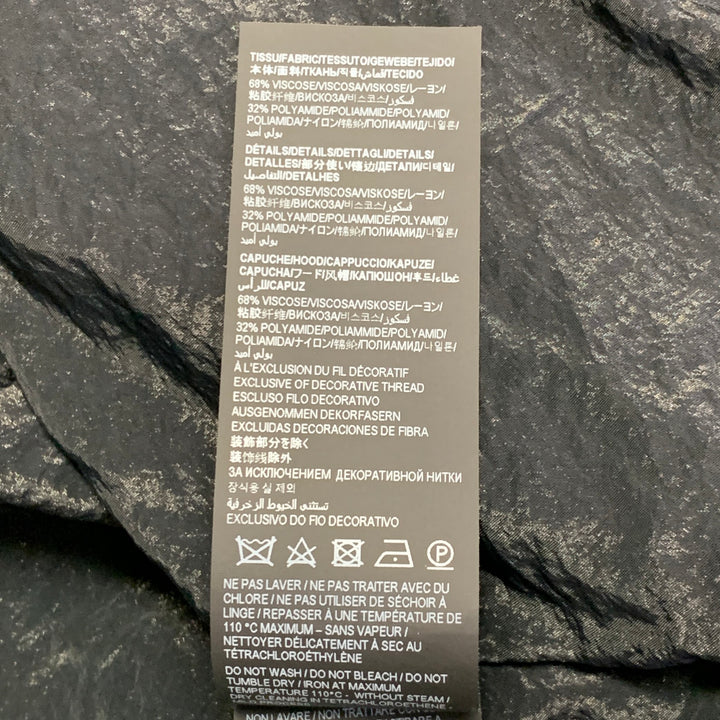 TISSU/FABRIC/TESSUTO/GEWEBE/TEJIDO/
本体/面料/ТКАНЬ/직물/القماش/TECIDO
68% VISCOSE/VISCOSA/VISKOSE/レーヨン/
粘胶纤维/ВИСКОЗА/비스코스/فسكوز
32% POLYAMIDE/POLIAMMIDE/POLYAMID/
POLIAMIDA/ナイロン/锦纶/ПОЛИАМИД/나일론/
بولي أميد
DÉTAILS/DETAILS/DETTAGLI/DETAILS/
DETALLES/部分使い/镶边/ДЕТАЛИ/디테일/
التفاصيل/DETALHES
68% VISCOSE/VISCOSA/VISKOSE/レーヨン/
粘胶纤维/ВИСКОЗА/비스코스/فسكوز
32% POLYAMIDE/POLIAMMIDE/POLYAMID/
POLIAMIDA/ナイロン/锦纶/ПОЛИАМИД/나일론/
بولي أميد
CAPUCHE/HOOD/CAPPUCCIO/KAPUZE/
CAPUCHA/フード/风帽/КАПЮШОН/후드/غطاء
للرأس/CAPUZ
68% VISCOSE/VISCOSA/VISKOSE/レーヨン/
粘胶纤维/ВИСКОЗА/비스코스/فسكوز
32% POLYAMIDE/POLIAMMIDE/POLYAMID/
POLIAMIDA/ナイロン/锦纶/ПОЛИАМИД/나일론/
بولي أميد
À L'EXCLUSION DU FIL DÉCORATIF
EXCLUSIVE OF DECORATIVE THREAD
ESCLUSO FILO DECORATIVO
AUSGENOMMEN DEKORFASERN
EXCLUIDAS DECORACIONES DE FIBRA
装飾部分を除く
装饰线除外
ЗА ИСКЛЮЧЕНИЕМ ДЕКОРАТИВНОЙ НИТКИ
장식용 실 제외
تستثنى الخيوط الزخرفية
EXCLUSIVO DO FIO DECORATIVO
P
NE PAS LAVER / NE PAS TRAITER AVEC DU
CHLORE / NE PAS UTILISER DE SÉCHOIR À
LINGE / REPASSER À UNE TEMPÉRATURE DE
110 °C MAXIMUM – SANS VAPEUR /
NETTOYER DÉLICATEMENT À SEC AU
TÉTRACHLOROÉTHYLÈNE
DO NOT WASH / DO NOT BLEACH / DO NOT
TUMBLE DRY / IRON AT MAXIMUM
TEMPERATURE 110°C - WITHOUT STEAM /
DRY CLEANING IN TETRACHLOROETHENE
NON LAVARE / NON TRATTARE CON